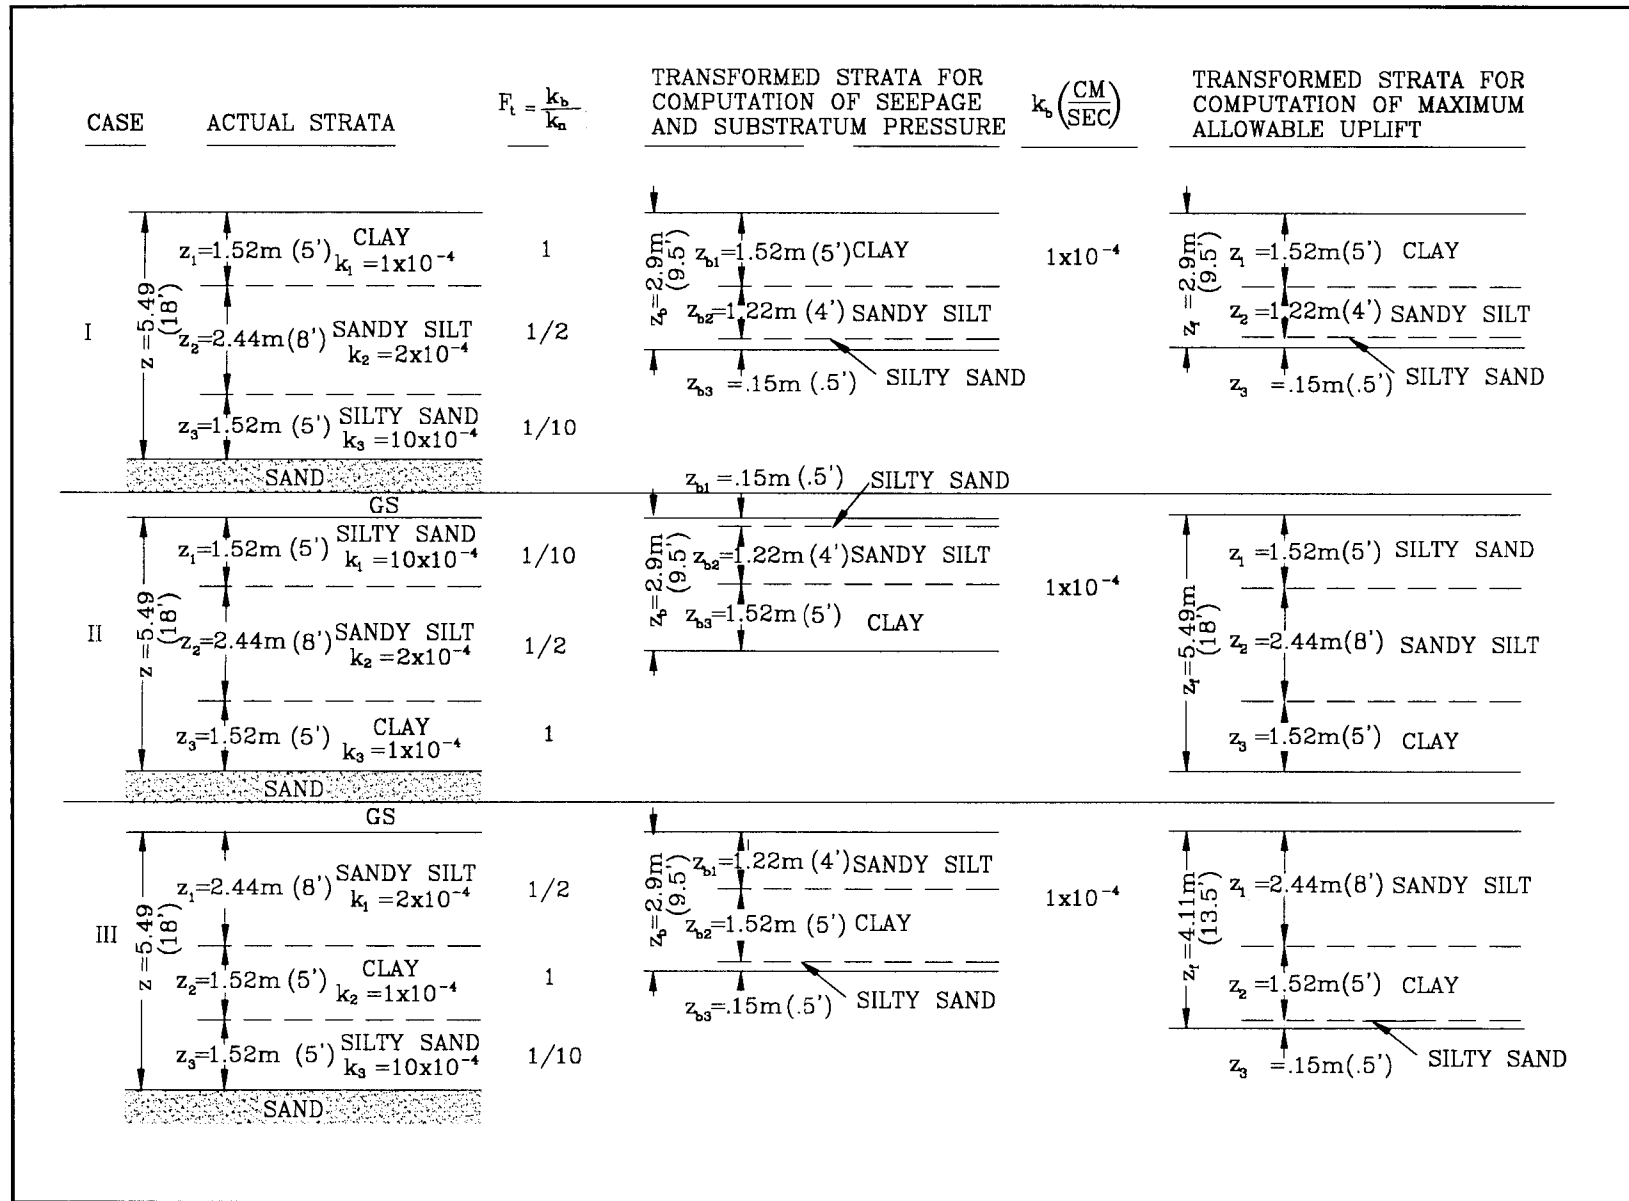 CASE
ACTUAL STRATA
Fₜ = k_b/kₙ
TRANSFORMED STRATA FOR
COMPUTATION OF SEEPAGE
AND SUBSTRATUM PRESSURE
k_b (CM/SEC)
TRANSFORMED STRATA FOR
COMPUTATION OF MAXIMUM
ALLOWABLE UPLIFT
I
z =5.49
(18')
z₁=1.52m (5')
CLAY
k₁ =1x10⁻⁴
z₂=2.44m(8')
SANDY SILT
k₂ =2x10⁻⁴
z₃=1.52m (5')
SILTY SAND
k₃ =10x10⁻⁴
SAND
1
1/2
1/10
z_b=2.9m
(9.5')
z_b1=1.52m (5') CLAY
z_b2=1.22m (4') SANDY SILT
z_b3 =.15m(.5')
SILTY SAND
1x10⁻⁴
z_t =2.9m
(9.5')
z₁ =1.52m(5') CLAY
z₂ =1.22m(4') SANDY SILT
z₃ =.15m(.5')
SILTY SAND
GS
II
z =5.49
(18')
z₁=1.52m (5')
SILTY SAND
k₁ =10x10⁻⁴
z₂=2.44m (8')
SANDY SILT
k₂ =2x10⁻⁴
z₃=1.52m (5')
CLAY
k₃ =1x10⁻⁴
SAND
1/10
1/2
1
z_b1=.15m (.5')
SILTY SAND
z_b=2.9m
(9.5')
z_b2=1.22m (4') SANDY SILT
z_b3=1.52m (5')
CLAY
1x10⁻⁴
z_t=5.49m
(18')
z₁ =1.52m(5') SILTY SAND
z₂ =2.44m(8') SANDY SILT
z₃ =1.52m(5') CLAY
GS
III
z =5.49
(18')
z₁=2.44m (8')
SANDY SILT
k₁ =2x10⁻⁴
z₂=1.52m (5')
CLAY
k₂ =1x10⁻⁴
z₃=1.52m (5')
SILTY SAND
k₃ =10x10⁻⁴
SAND
1/2
1
1/10
z_b=2.9m
(9.5')
z_b1=1.22m (4') SANDY SILT
z_b2=1.52m (5') CLAY
z_b3=.15m(.5')
SILTY SAND
1x10⁻⁴
z_t=4.11m
(13.5')
z₁ =2.44m(8') SANDY SILT
z₂ =1.52m(5') CLAY
z₃ =.15m(.5')
SILTY SAND